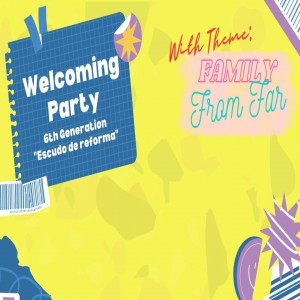 Welcoming
Party
6th Generation
"Escudo de reforma"
With Theme:
FAMILY
From Far